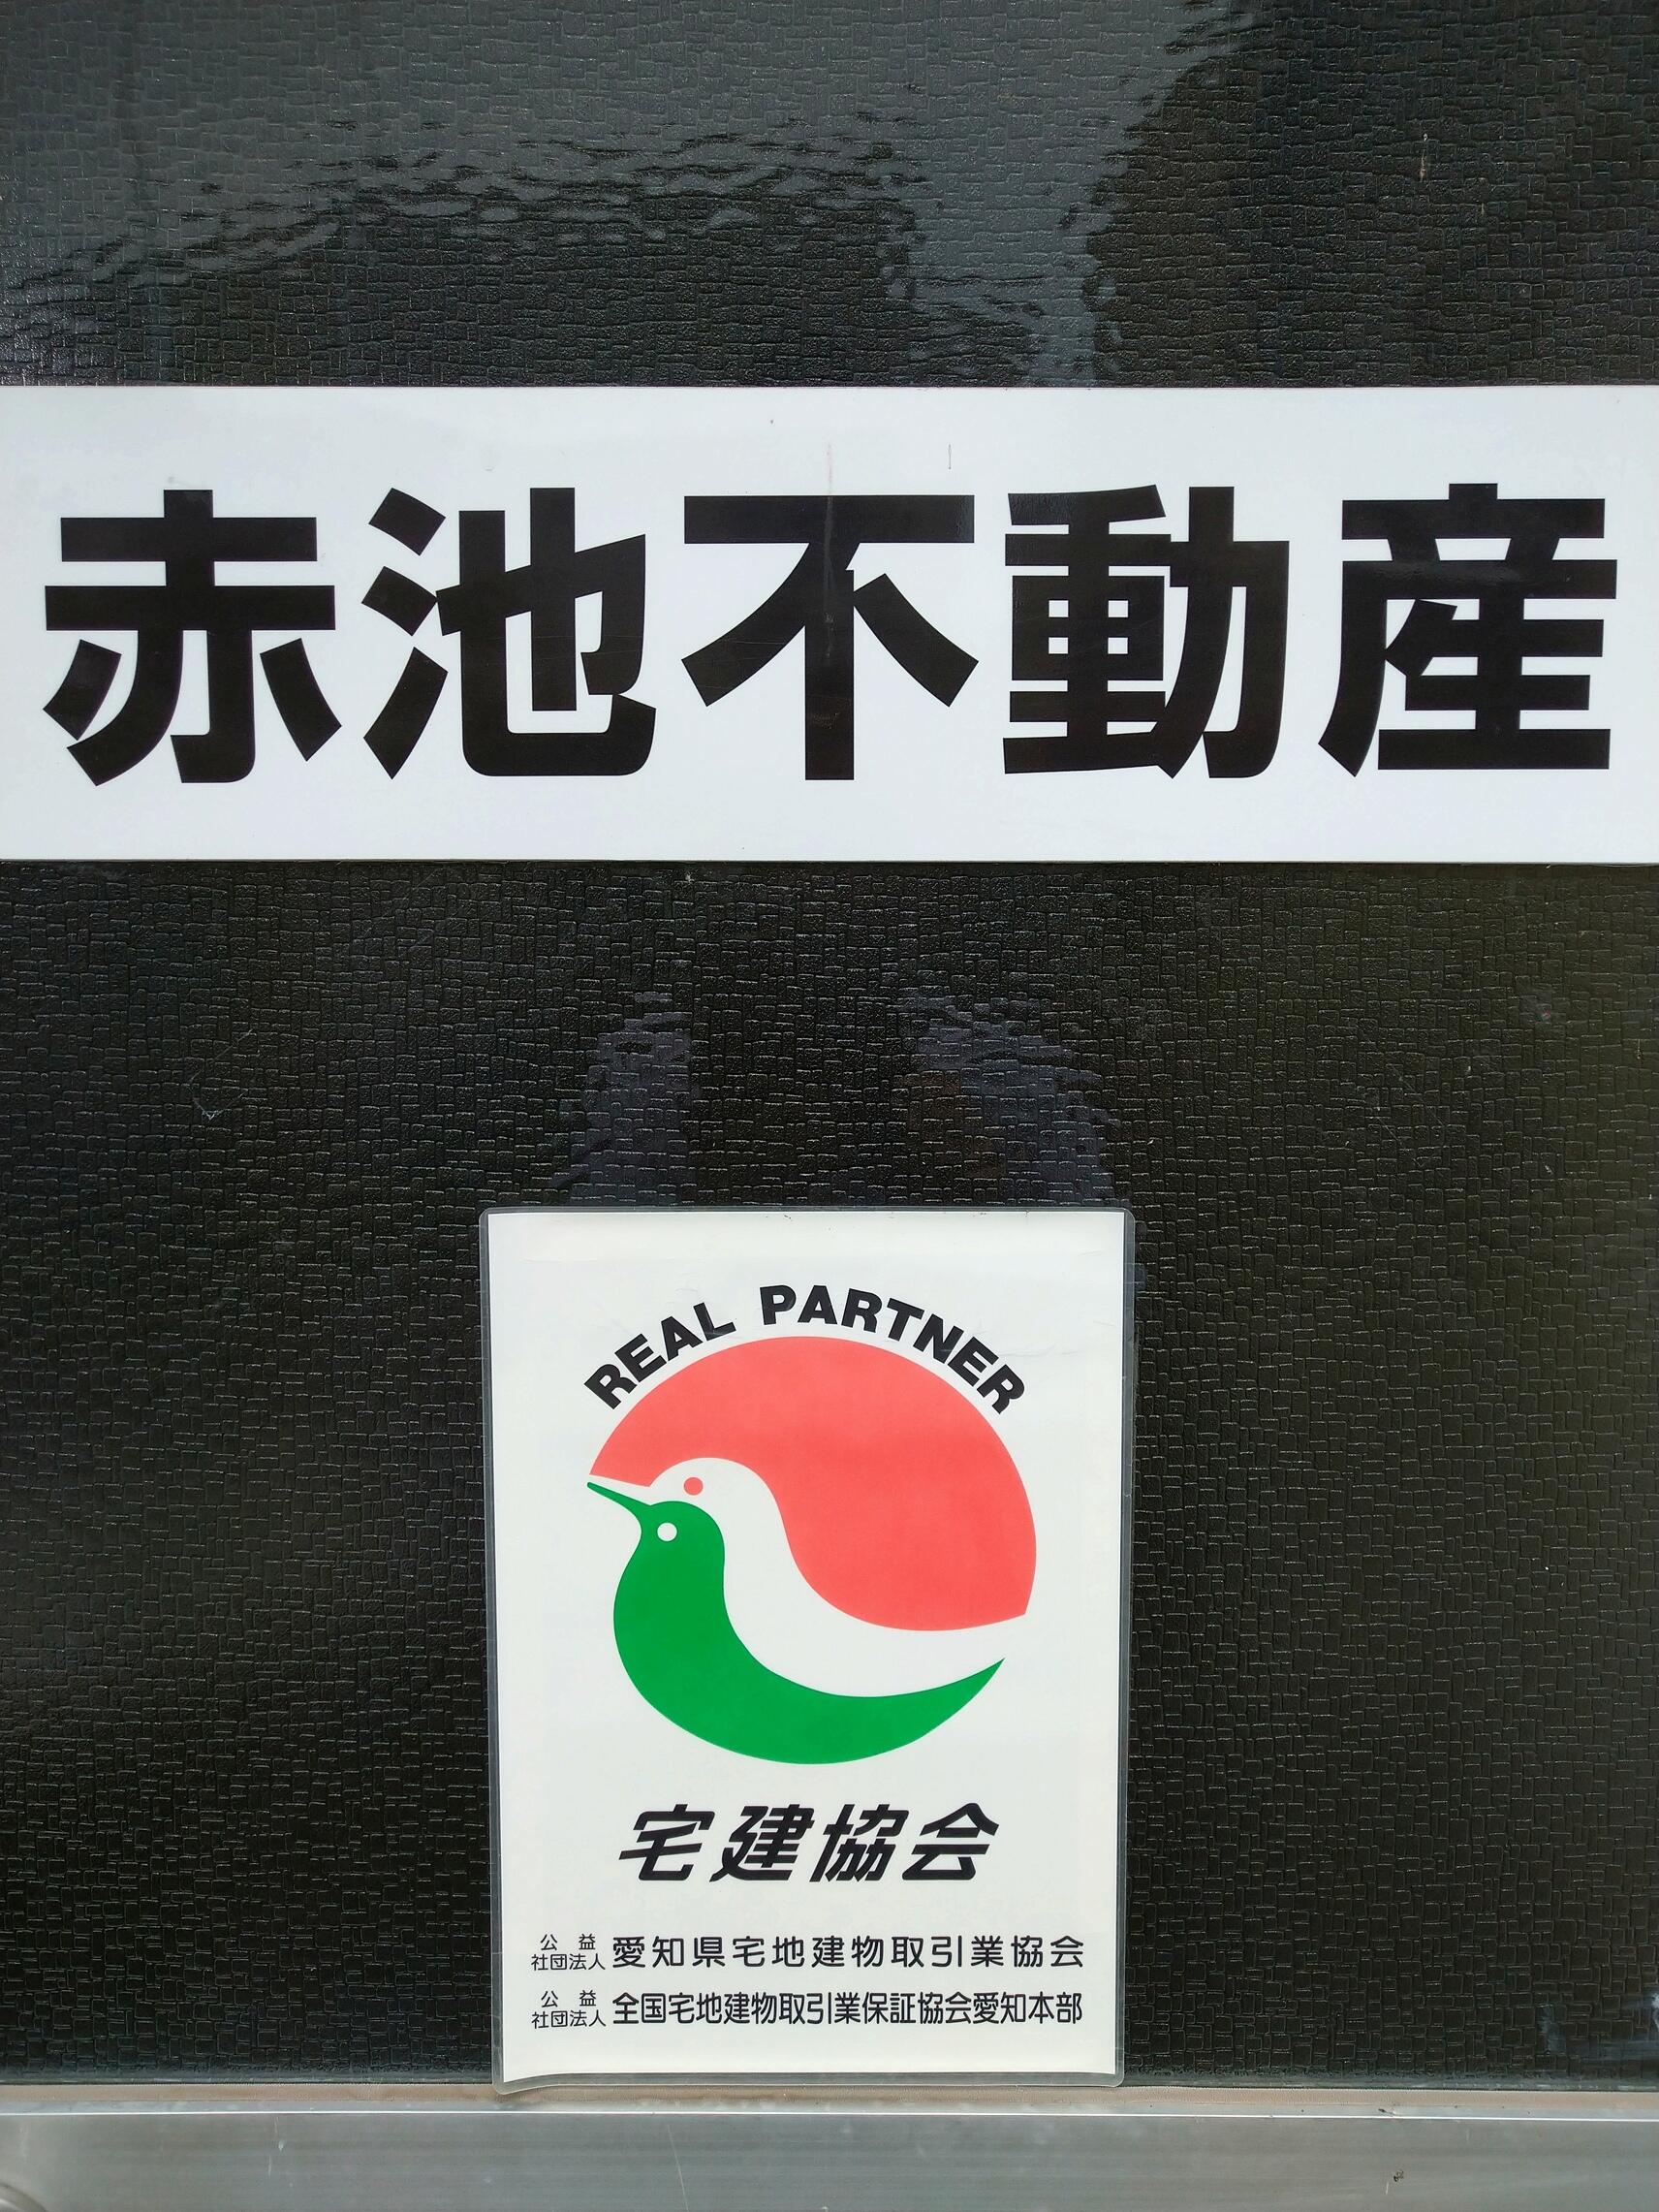 赤池不動産
REAL PARTNER
宅建協会
公益社団法人 愛知県宅地建物取引業協会
公益社団法人 全国宅地建物取引業保証協会愛知本部